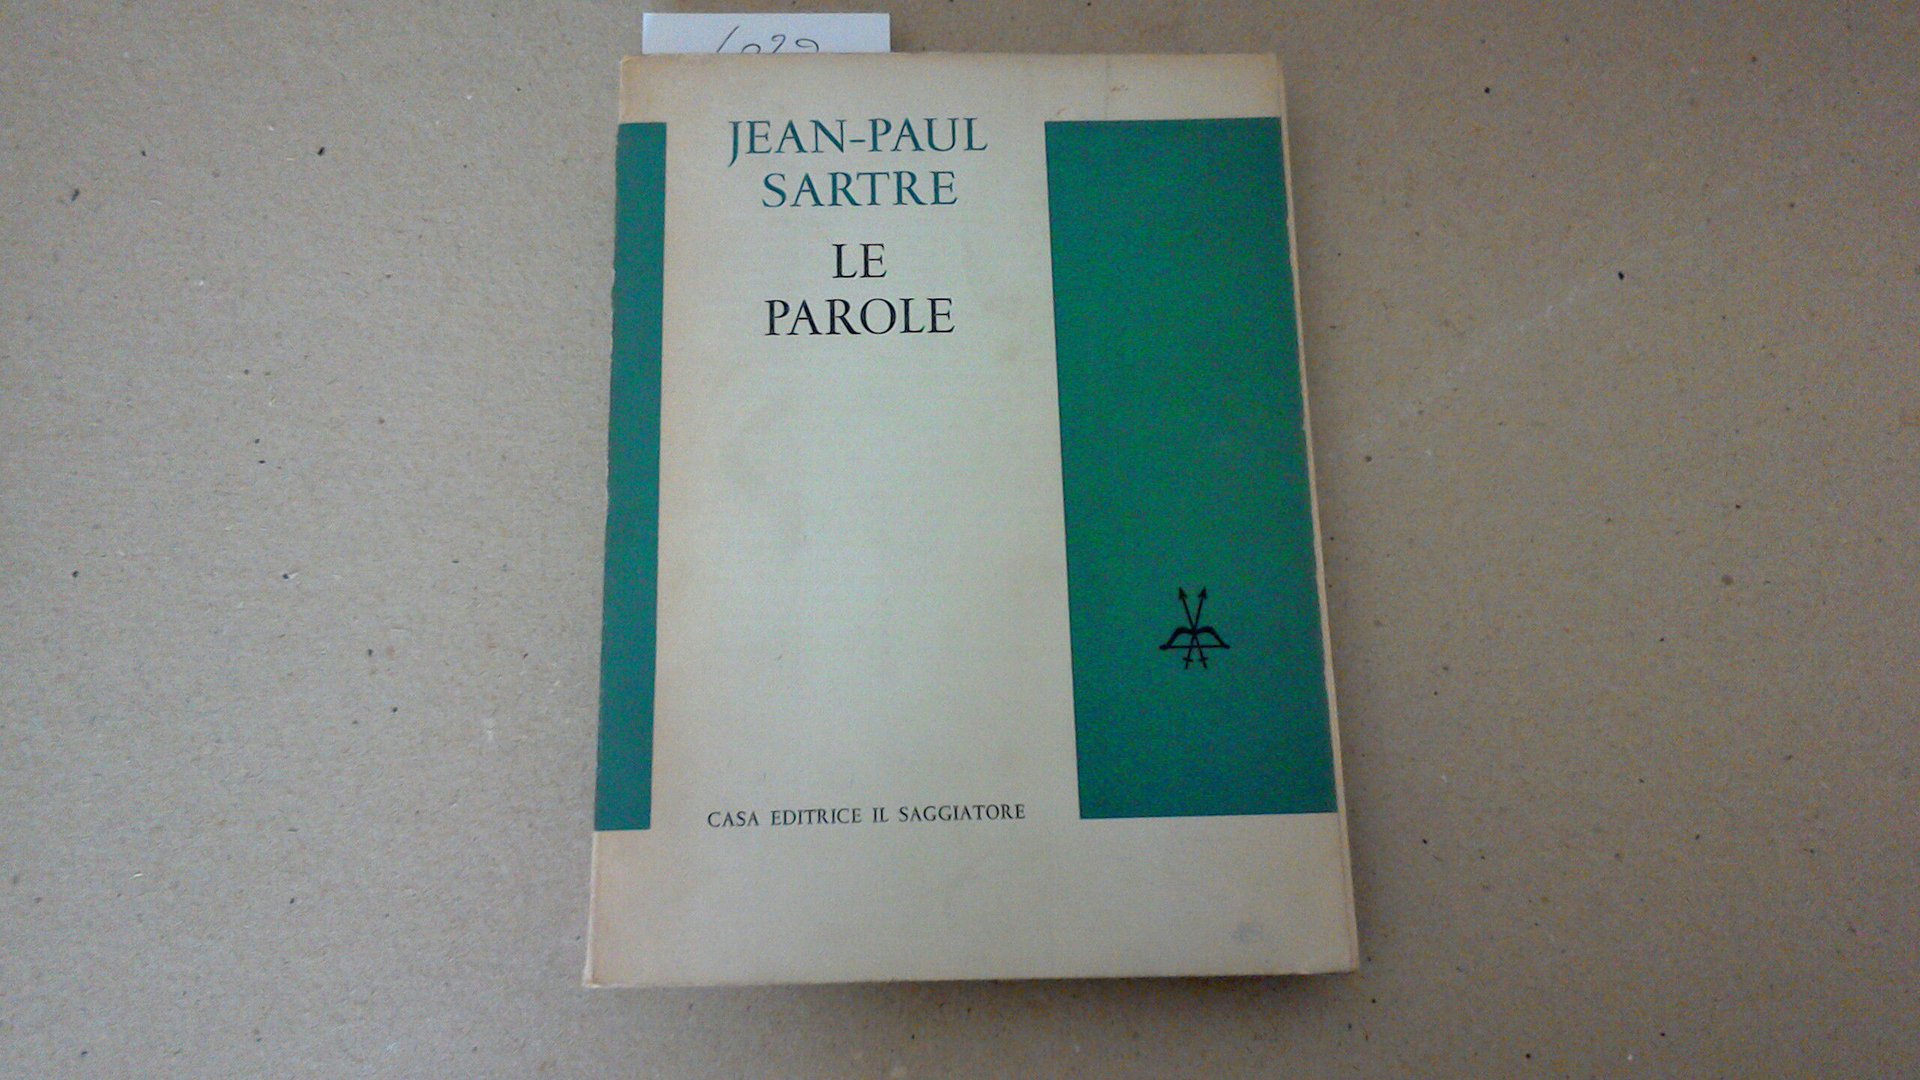 JEAN-PAUL
SARTRE
LE
PAROLE
CASA EDITRICE IL SAGGIATORE